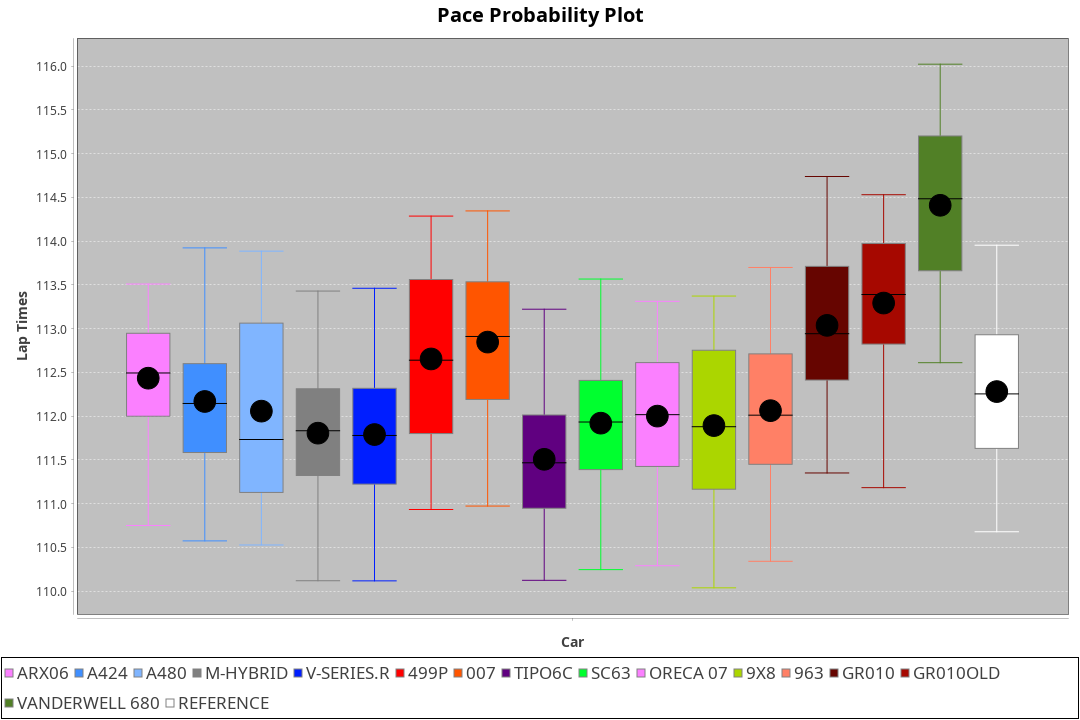 Pace Probability Plot
116.0
115.5
115.0
114.5
114.0
113.5
113.0
112.5
112.0
111.5
111.0
110.5
110.0
Lap Times
Car
ARX06 A424 A480 M-HYBRID V-SERIES.R 499P 007 TIPO6C SC63 ORECA 07 9X8 963 GR010 GR010OLD
VANDERWELL 680 REFERENCE